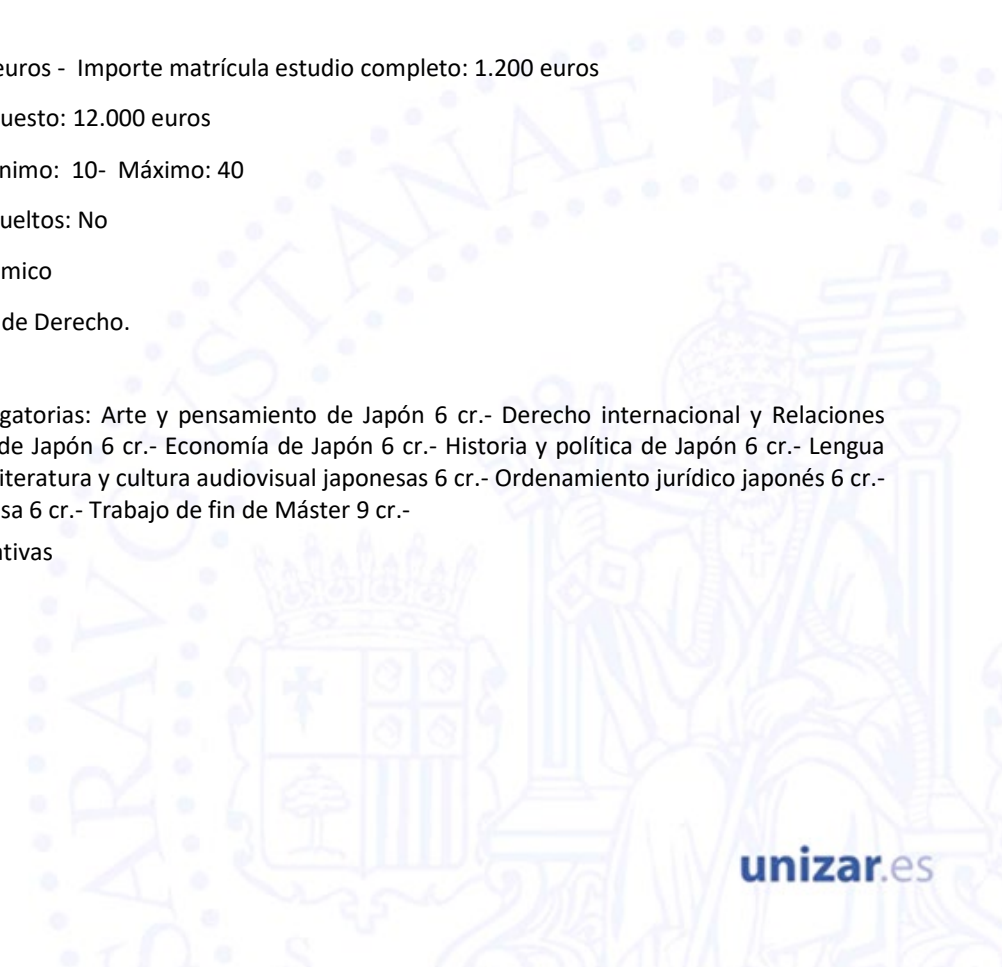 euros - Importe matrícula estudio completo: 1.200 euros
uesto: 12.000 euros
nimo: 10- Máximo: 40
ueltos: No
mico
de Derecho.
gatorias: Arte y pensamiento de Japón 6 cr.- Derecho internacional y Relaciones
de Japón 6 cr.- Economía de Japón 6 cr.- Historia y política de Japón 6 cr.- Lengua
iteratura y cultura audiovisual japonesas 6 cr.- Ordenamiento jurídico japonés 6 cr.-
sa 6 cr.- Trabajo de fin de Máster 9 cr.-
ativas
unizar.es